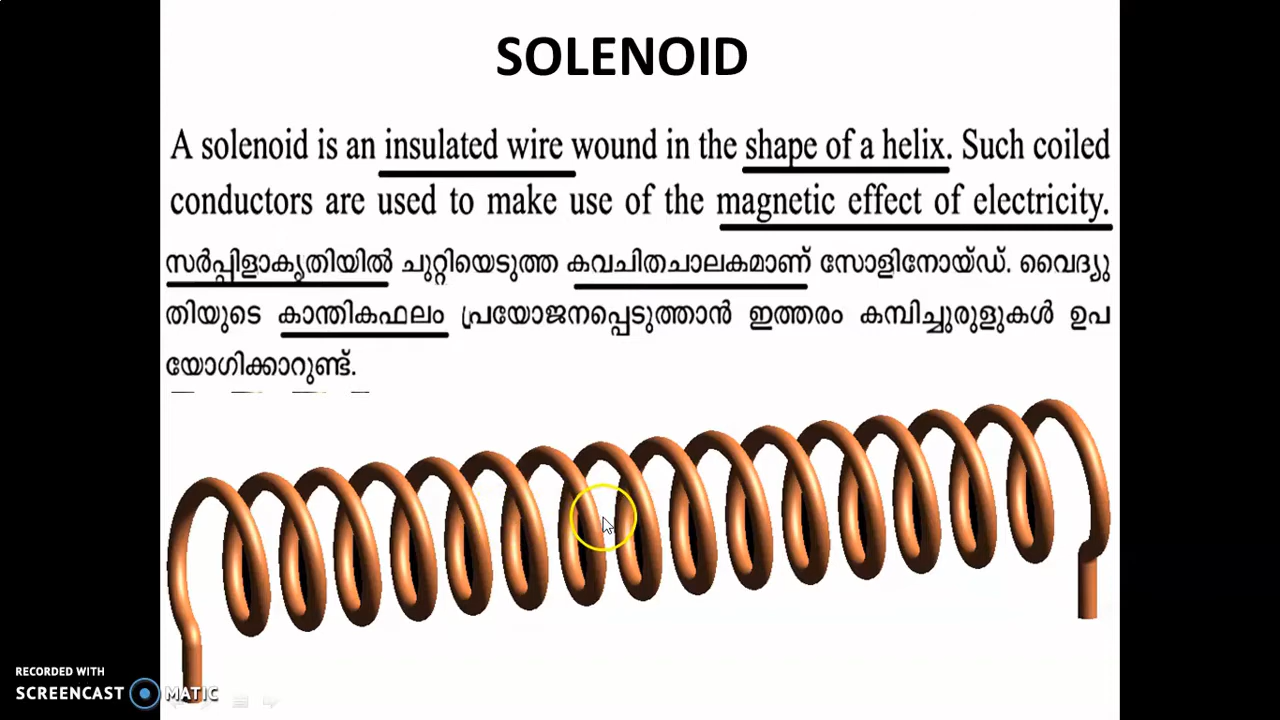 SOLENOID
A solenoid is an insulated wire wound in the shape of a helix. Such coiled
conductors are used to make use of the magnetic effect of electricity.
സർപ്പിളാകൃതിയിൽ ചുറ്റിയെടുത്ത കവചിതചാലകമാണ് സോളിനോയ്ഡ്. വൈദ്യു
തിയുടെ കാന്തികഫലം പ്രയോജനപ്പെടുത്താൻ ഇത്തരം കമ്പിച്ചുരുളുകൾ ഉപ
യോഗിക്കാറുണ്ട്.
RECORDED WITH
SCREENCAST MATIC